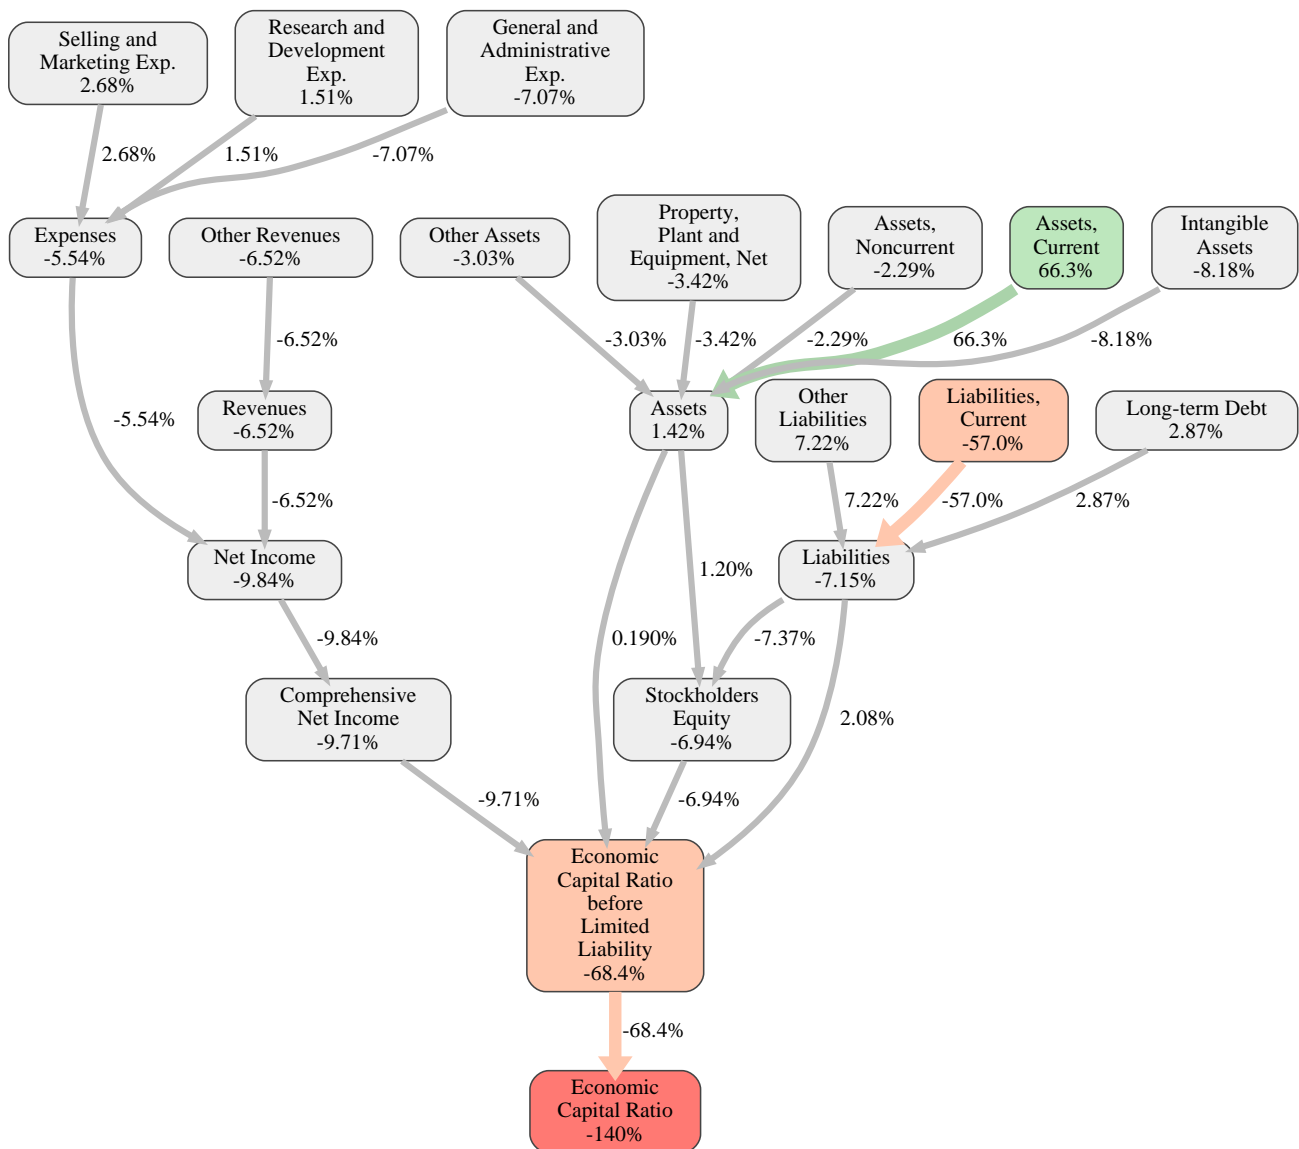 Selling and
Marketing Exp.
2.68%
Research and
Development
Exp.
1.51%
General and
Administrative
Exp.
-7.07%
2.68%
1.51%
-7.07%
Expenses
-5.54%
Other Revenues
-6.52%
Other Assets
-3.03%
Property,
Plant and
Equipment, Net
-3.42%
Assets,
Noncurrent
-2.29%
Assets,
Current
66.3%
Intangible
Assets
-8.18%
-6.52%
-3.03%
-3.42%
-2.29%
66.3%
-8.18%
-5.54%
Revenues
-6.52%
Assets
1.42%
Other
Liabilities
7.22%
Liabilities,
Current
-57.0%
Long-term Debt
2.87%
-6.52%
7.22%
-57.0%
2.87%
Net Income
-9.84%
1.20%
Liabilities
-7.15%
-9.84%
0.190%
-7.37%
2.08%
Comprehensive
Net Income
-9.71%
Stockholders
Equity
-6.94%
-9.71%
-6.94%
Economic
Capital Ratio
before
Limited
Liability
-68.4%
-68.4%
Economic
Capital Ratio
-140%